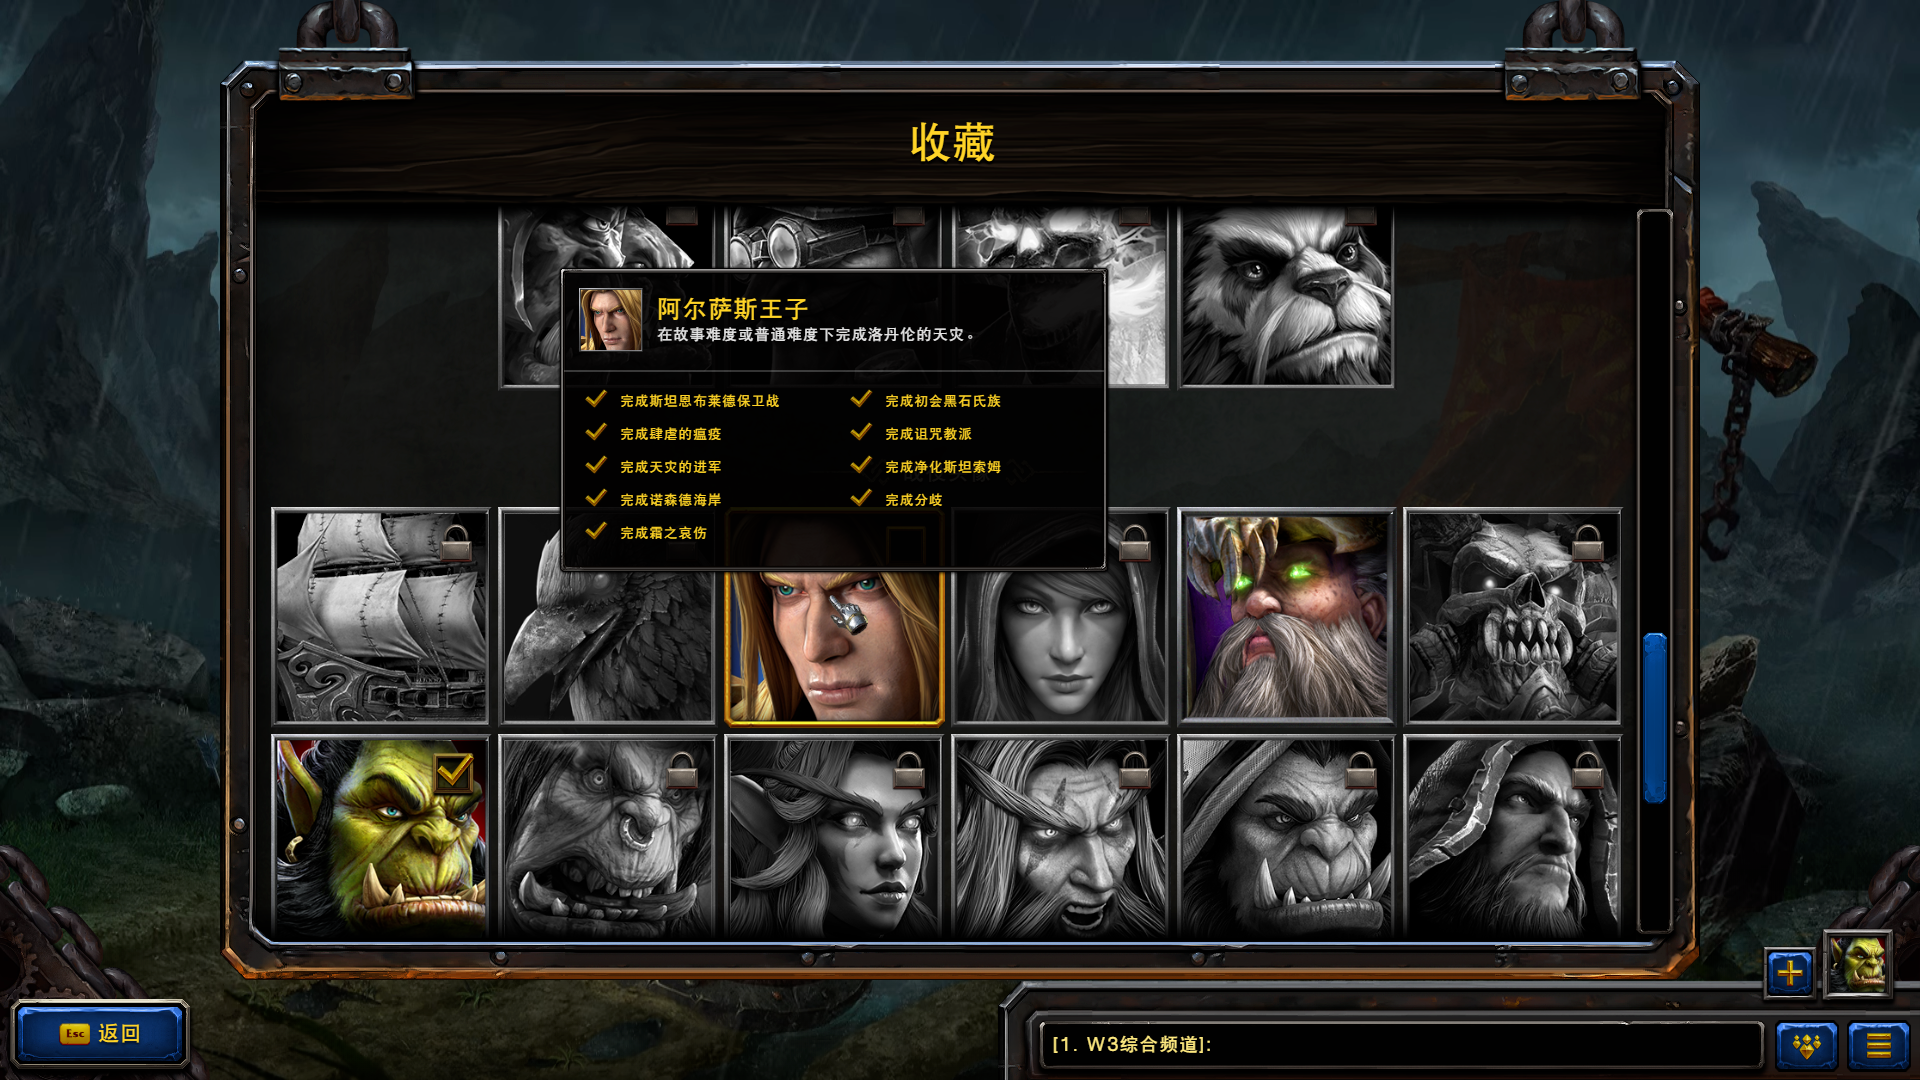 收藏
阿尔萨斯王子
在故事难度或普通难度下完成洛丹伦的天灾。
完成斯坦恩布莱德保卫战
完成初会黑石氏族
完成肆虐的瘟疫
完成诅咒教派
完成天灾的进军
完成净化斯坦索姆
完成诺森德海岸
完成分歧
完成霜之哀伤
Esc 返回
[1. W3综合频道]: